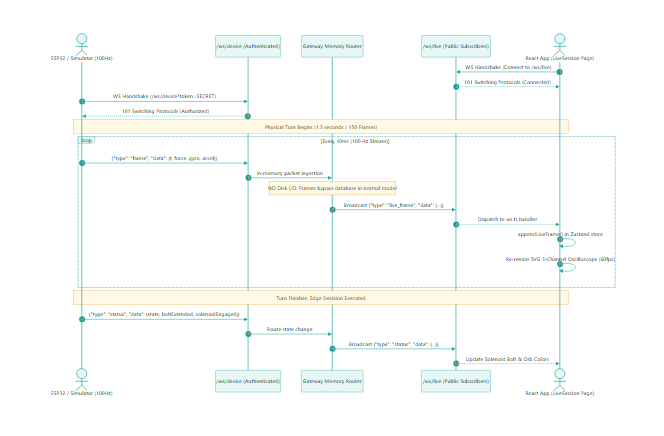 ESP32 / Simulator (100Hz)
/ws/device (Authenticated)
Gateway Memory Router
/ws/live (Public Subscribers)
React App (LiveSession Page)
WS Handshake (Connect to /ws/live)
101 Switching Protocols (Connected)
WS Handshake (/ws/device?token=SECRET)
101 Switching Protocols (Authorized)
Physical Turn Begins (1.5 seconds / 150 Frames)
loop
[Every 10ms (100 Hz Stream)]
{"type": "frame", "data": {t, force, gyro, accel}}
In-memory packet ingestion
NO Disk I/O: Frames bypass database in normal mode!
Broadcast {"type": "live_frame", "data": {...}}
Dispatch to ws.ts handler
appendLiveFrame() in Zustand store
Re-render SVG 3-Channel Oscilloscope (60fps)
Turn Finishes: Edge Decision Executed
{"type": "status", "data": {state, boltExtended, solenoidEngaged}}
Route state change
Broadcast {"type": "status", "data": {...}}
Update Solenoid Bolt & Orb Colors
ESP32 / Simulator (100Hz)
/ws/device (Authenticated)
Gateway Memory Router
/ws/live (Public Subscribers)
React App (LiveSession Page)